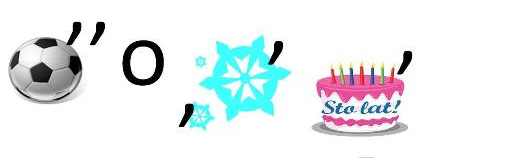 ’’ o , ’ ’
Sto lat!